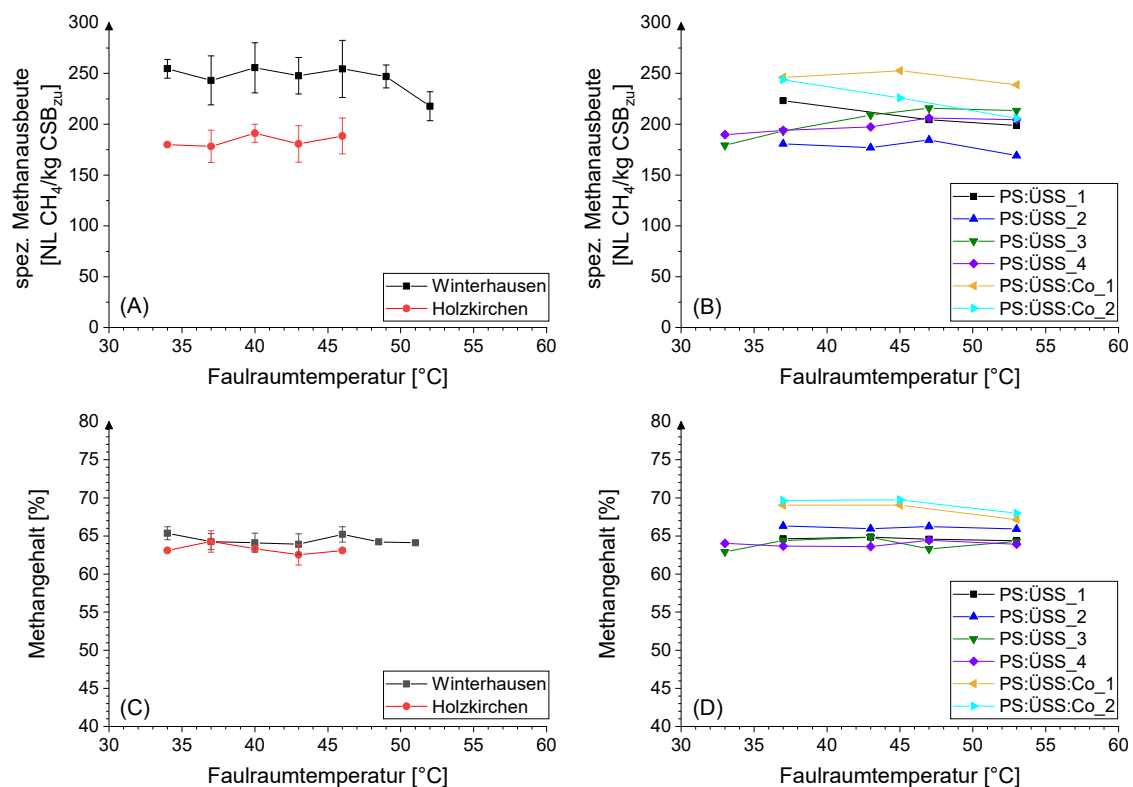 300
250
200
150
100
50
0
spez. Methanausbeute
[NL CH₄/kg CSB_zu]
(A)
Winterhausen
Holzkirchen
30 35 40 45 50 55 60
Faulraumtemperatur [°C]
300
250
200
150
100
50
0
spez. Methanausbeute
[NL CH₄/kg CSB_zu]
(B)
PS:ÜSS_1
PS:ÜSS_2
PS:ÜSS_3
PS:ÜSS_4
PS:ÜSS:Co_1
PS:ÜSS:Co_2
30 35 40 45 50 55 60
Faulraumtemperatur [°C]
80
75
70
65
60
55
50
45
40
Methangehalt [%]
(C)
Winterhausen
Holzkirchen
30 35 40 45 50 55 60
Faulraumtemperatur [°C]
80
75
70
65
60
55
50
45
40
Methangehalt [%]
(D)
PS:ÜSS_1
PS:ÜSS_2
PS:ÜSS_3
PS:ÜSS_4
PS:ÜSS:Co_1
PS:ÜSS:Co_2
30 35 40 45 50 55 60
Faulraumtemperatur [°C]